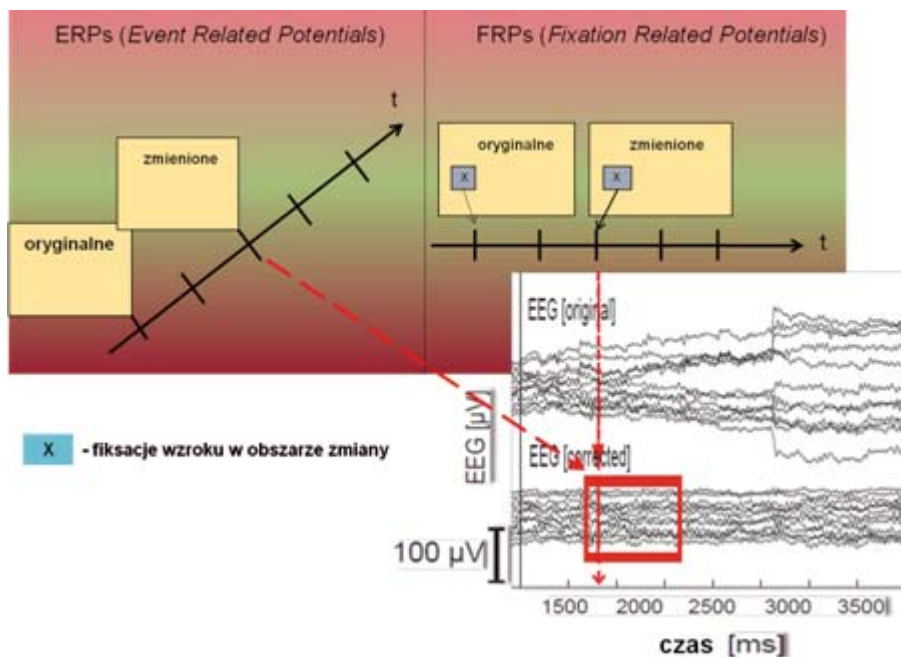 ERPs (Event Related Potentials)
FRPs (Fixation Related Potentials)
t
zmienione
oryginalne
oryginalne
X
zmienione
X
t
EEG [original]
EEG [µV]
EEG [corrected]
X - fiksacje wzroku w obszarze zmiany
100 µV
1500 2000 2500 3000 3500
czas [ms]